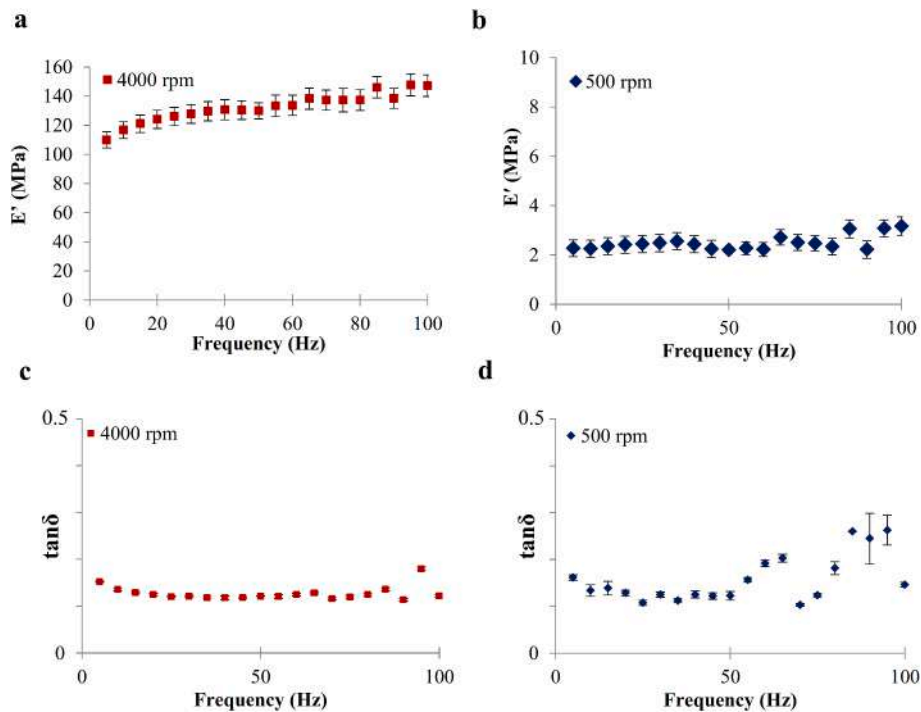 a
160
140
120
100
80
60
40
20
0
4000 rpm
E’ (MPa)
0 20 40 60 80 100
Frequency (Hz)
b
10
8
6
4
2
0
500 rpm
E′ (MPa)
0 50 100
Frequency (Hz)
c
0.5
4000 rpm
tanδ
0
0 50 100
Frequency (Hz)
d
0.5
500 rpm
tanδ
0
0 50 100
Frequency (Hz)